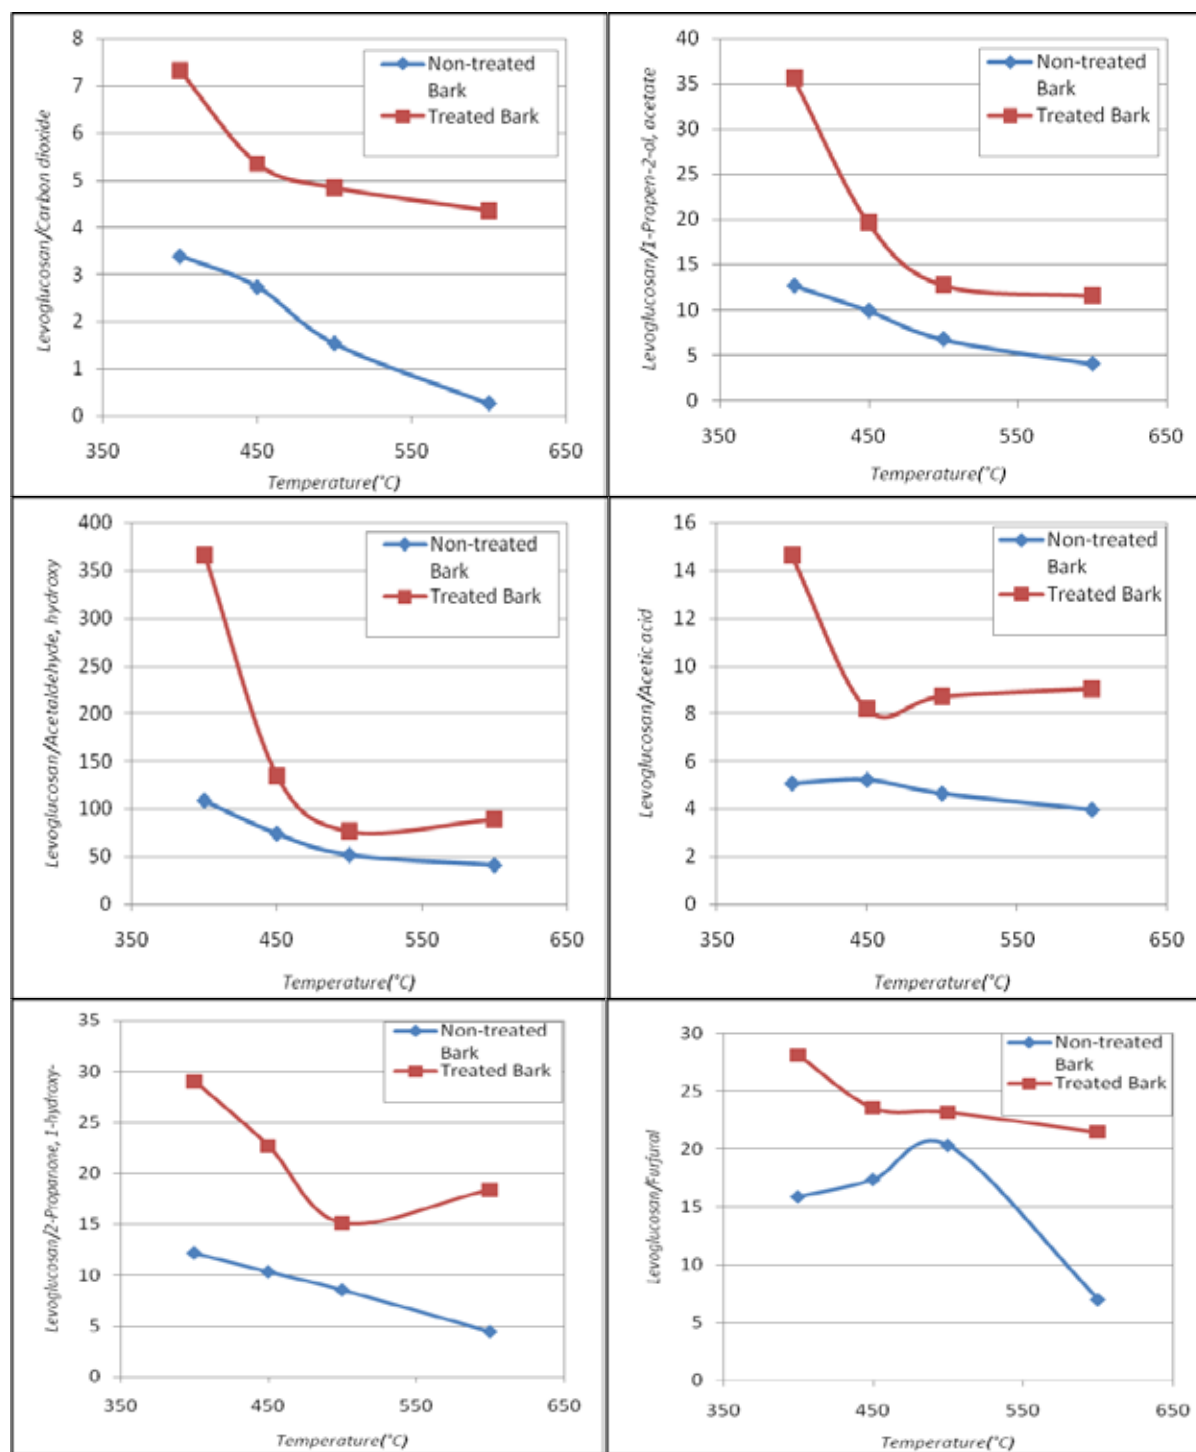 8
7
6
5
4
3
2
1
0
350
450
550
650
Levoglucosan/Carbon dioxide
Temperature(°C)
Non-treated
Bark
Treated Bark
40
35
30
25
20
15
10
5
0
350
450
550
650
Levoglucosan/1-Propen-2-ol, acetate
Temperature(°C)
Non-treated
Bark
Treated Bark
400
350
300
250
200
150
100
50
0
350
450
550
650
Levoglucosan/Acetaldehyde, hydroxy
Temperature(°C)
Non-treated
Bark
Treated Bark
16
14
12
10
8
6
4
2
0
350
450
550
650
Levoglucosan/Acetic acid
Temperature(°C)
Non-treated
Bark
Treated Bark
35
30
25
20
15
10
5
0
350
450
550
650
Levoglucosan/2-Propanone, 1-hydroxy-
Temperature(°C)
Non-treated
Bark
Treated Bark
30
25
20
15
10
5
0
350
450
550
650
Levoglucosan/Furfural
Temperature(°C)
Non-treated
Bark
Treated Bark